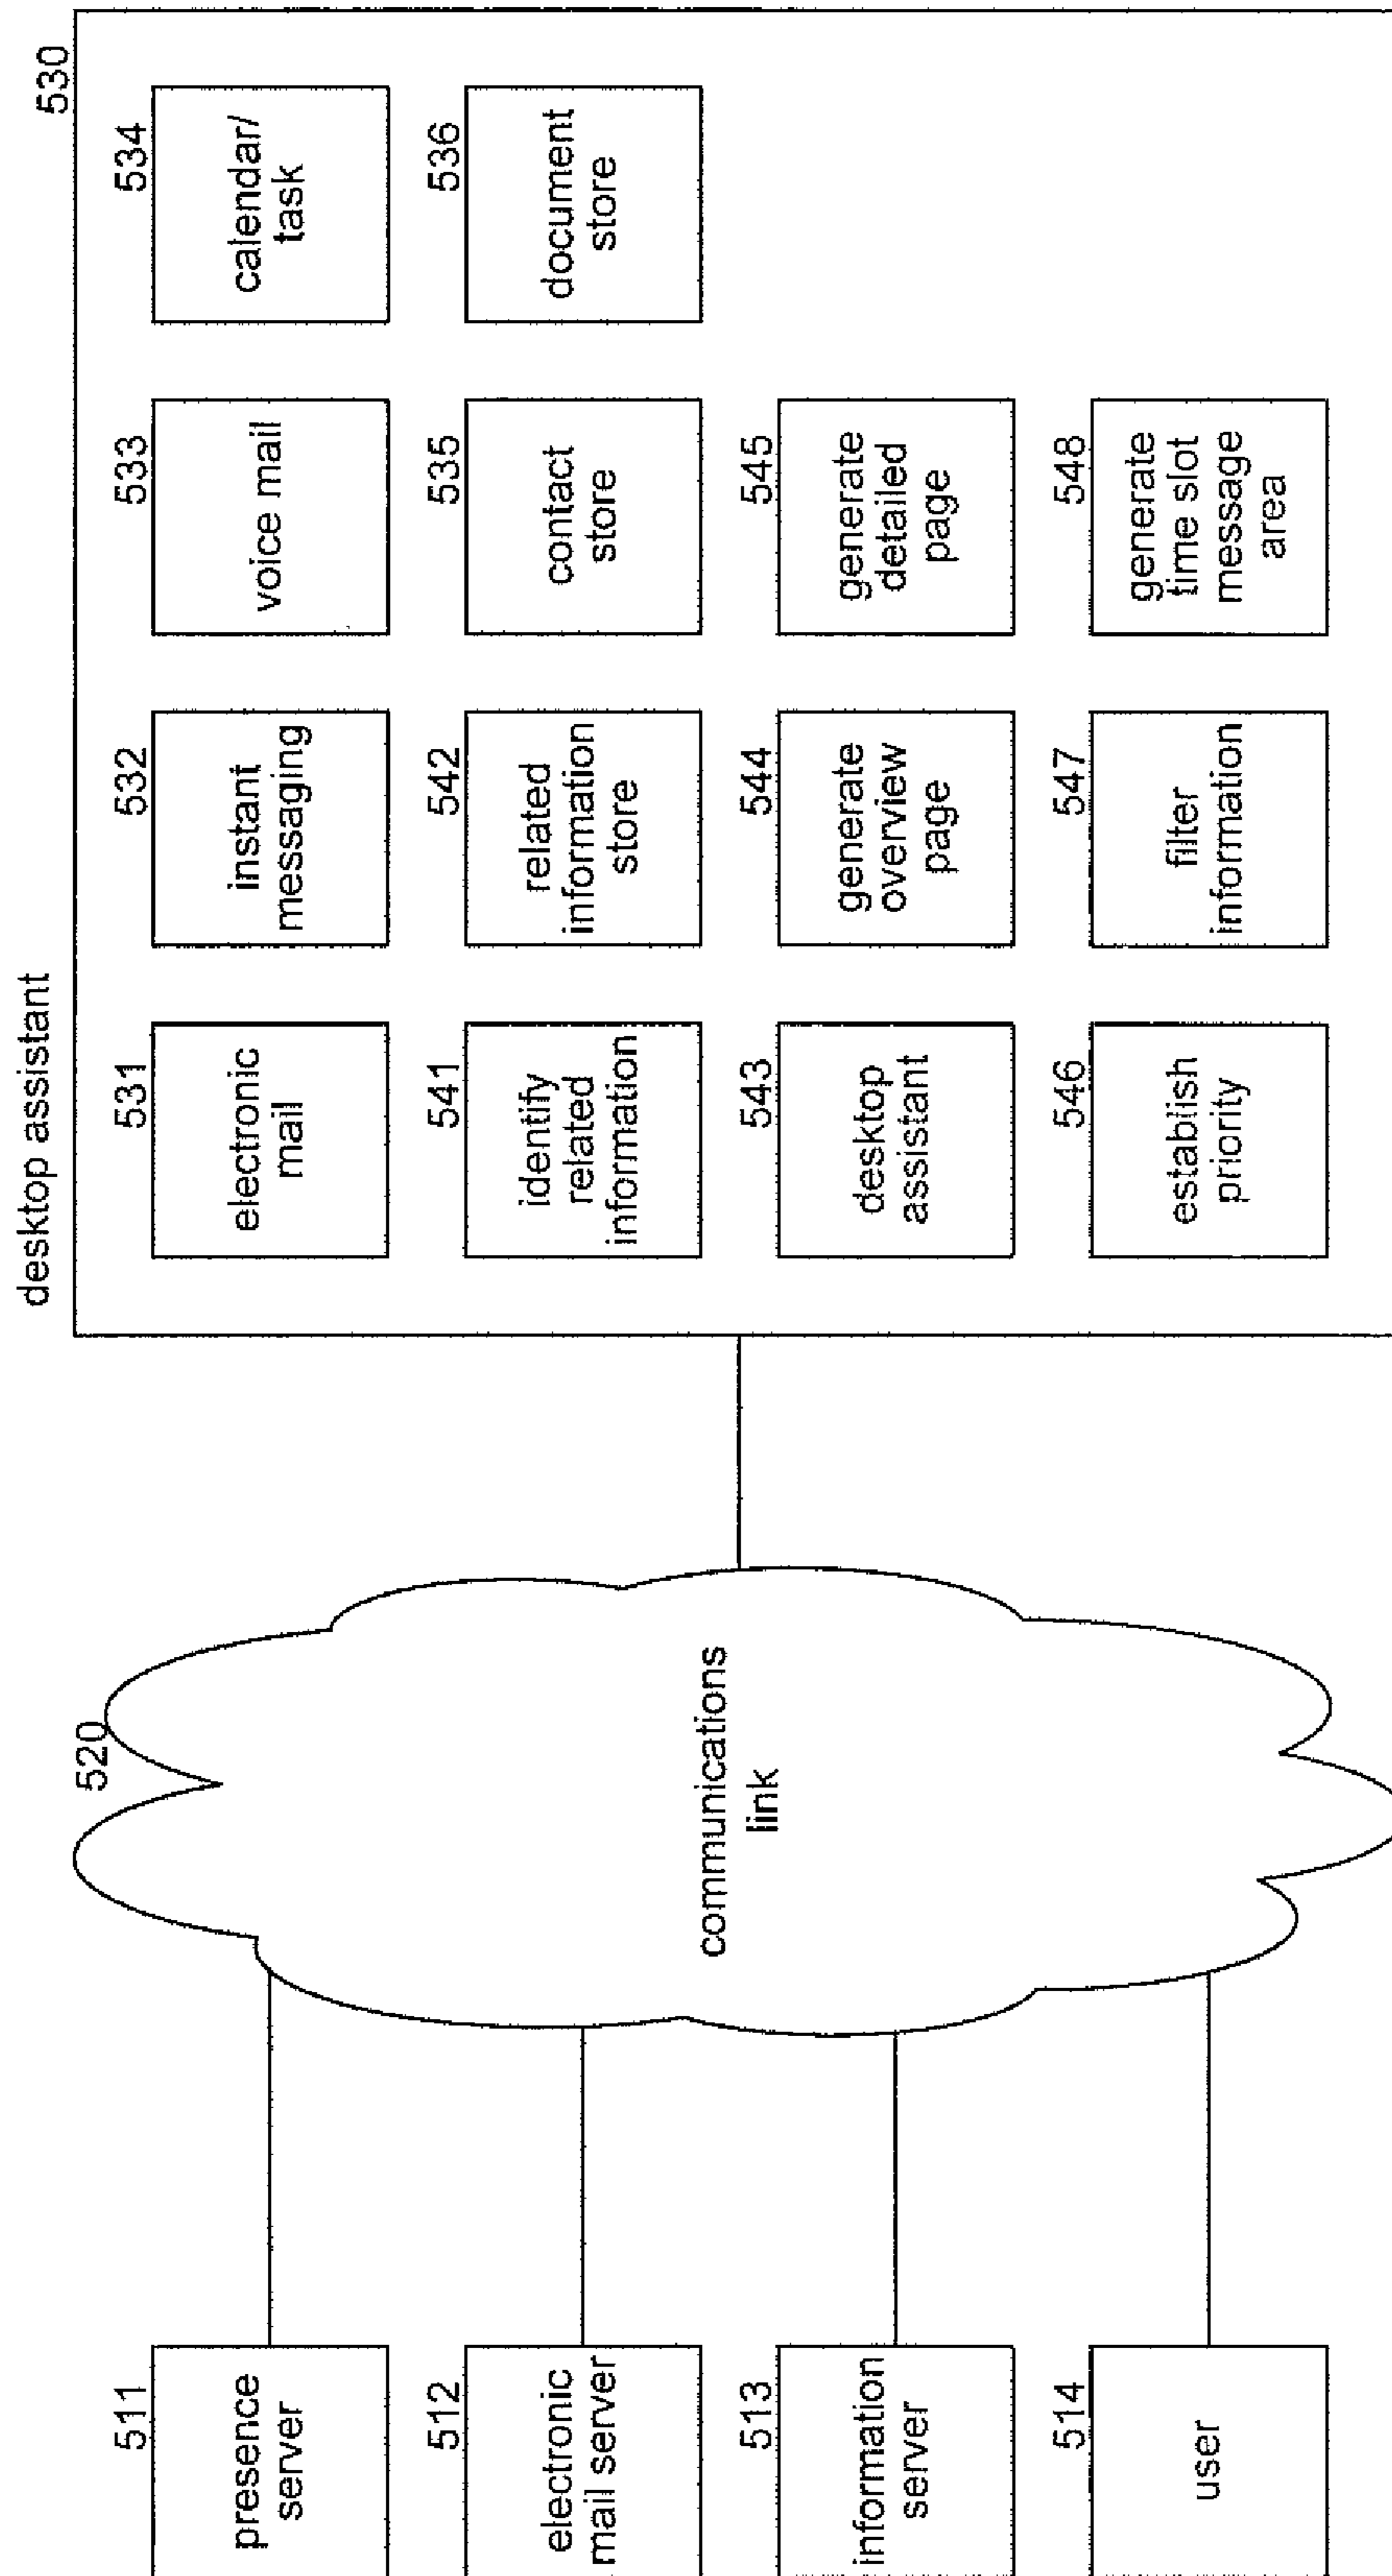 desktop assistant
530
511
presence
server
512
electronic
mail server
513
information
server
514
user
520
communications
link
531
electronic
mail
532
instant
messaging
533
voice mail
534
calendar/
task
541
identify
related
information
542
related
information
store
535
contact
store
536
document
store
543
desktop
assistant
544
generate
overview
page
545
generate
detailed
page
546
establish
priority
547
filter
information
548
generate
time slot
message
area